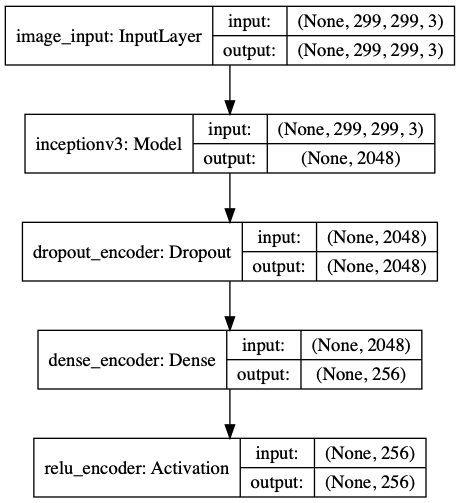 image_input: InputLayer
input: (None, 299, 299, 3)
output: (None, 299, 299, 3)
inceptionv3: Model
input: (None, 299, 299, 3)
output: (None, 2048)
dropout_encoder: Dropout
input: (None, 2048)
output: (None, 2048)
dense_encoder: Dense
input: (None, 2048)
output: (None, 256)
relu_encoder: Activation
input: (None, 256)
output: (None, 256)